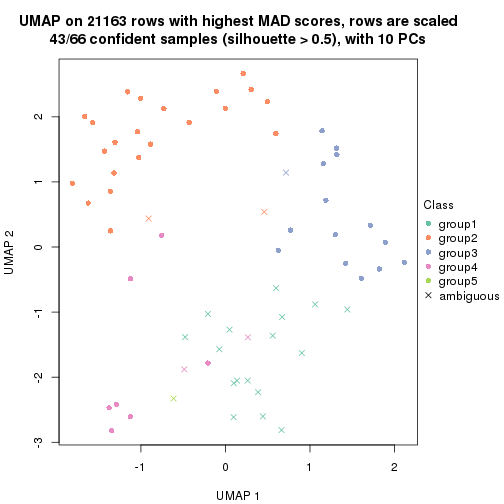 UMAP on 21163 rows with highest MAD scores, rows are scaled
43/66 confident samples (silhouette > 0.5), with 10 PCs
2
1
0
-1
-2
-3
UMAP 2
-1
0
1
2
UMAP 1
Class
group1
group2
group3
group4
group5
ambiguous